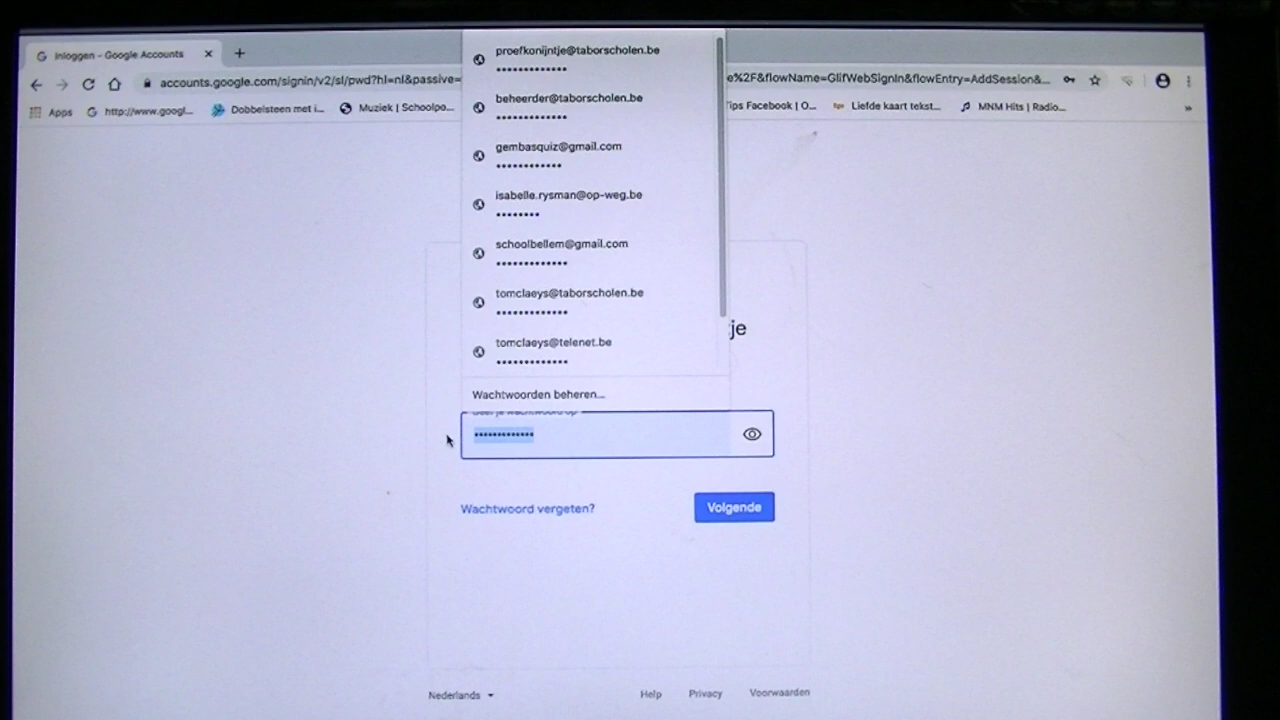 Inloggen - Google Accounts
accounts.google.com/signin/v2/sl/pwd?hl=nl&passive=
e%2F&flowName=GlifWebSignIn&flowEntry=AddSession&...
Apps
http://www.googl...
Dobbelsteen met i...
Muziek | Schoolpo...
ips Facebook | O...
Liefde kaart tekst...
MNM Hits | Radio...
proefkonijntje@taborscholen.be
•••••••••••••
beheerder@taborscholen.be
•••••••••••••
gembasquiz@gmail.com
••••••••••••
isabelle.rysman@op-weg.be
••••••••
schoolbellem@gmail.com
•••••••••••••
tomclaeys@taborscholen.be
•••••••••••••
tomclaeys@telenet.be
•••••••••••••
je
Wachtwoorden beheren...
•••••••••••••
Wachtwoord vergeten?
Volgende
Nederlands
Help
Privacy
Voorwaarden